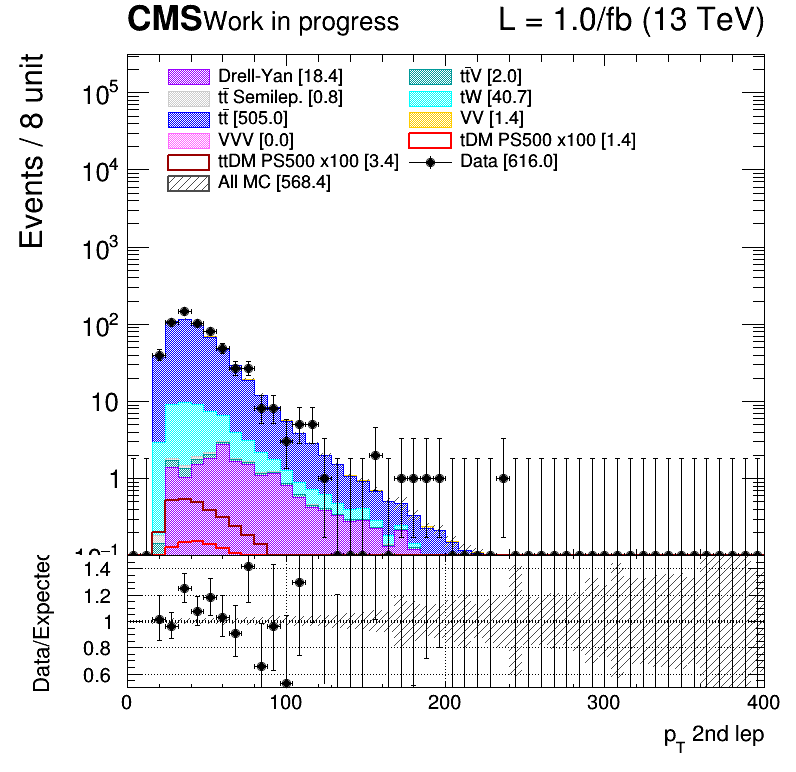 CMS Work in progress L = 1.0/fb (13 TeV)
Events / 8 unit
Drell-Yan [18.4] tt̄V [2.0]
tt̄ Semilep. [0.8] tW [40.7]
tt̄ [505.0] VV [1.4]
VVV [0.0] tDM PS500 x100 [1.4]
ttDM PS500 x100 [3.4] Data [616.0]
All MC [568.4]
10⁵
10⁴
10³
10²
10
1
10⁻¹
Data/Expected
1.4
1.2
1
0.8
0.6
0 100 200 300 400
p_T 2nd lep